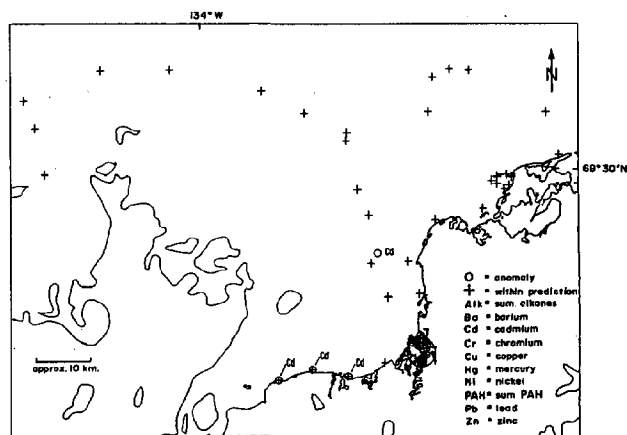 134° W
N
69° 30' N
Cd
O = anomaly
+ = within prediction
Alk = sum. alkanes
Ba = barium
Cd = cadmium
Cr = chromium
Cu = copper
Hg = mercury
Ni = nickel
PAH = sum PAH
Pb = lead
Zn = zinc
approx. 10 km.
Cd
Cd
Cd